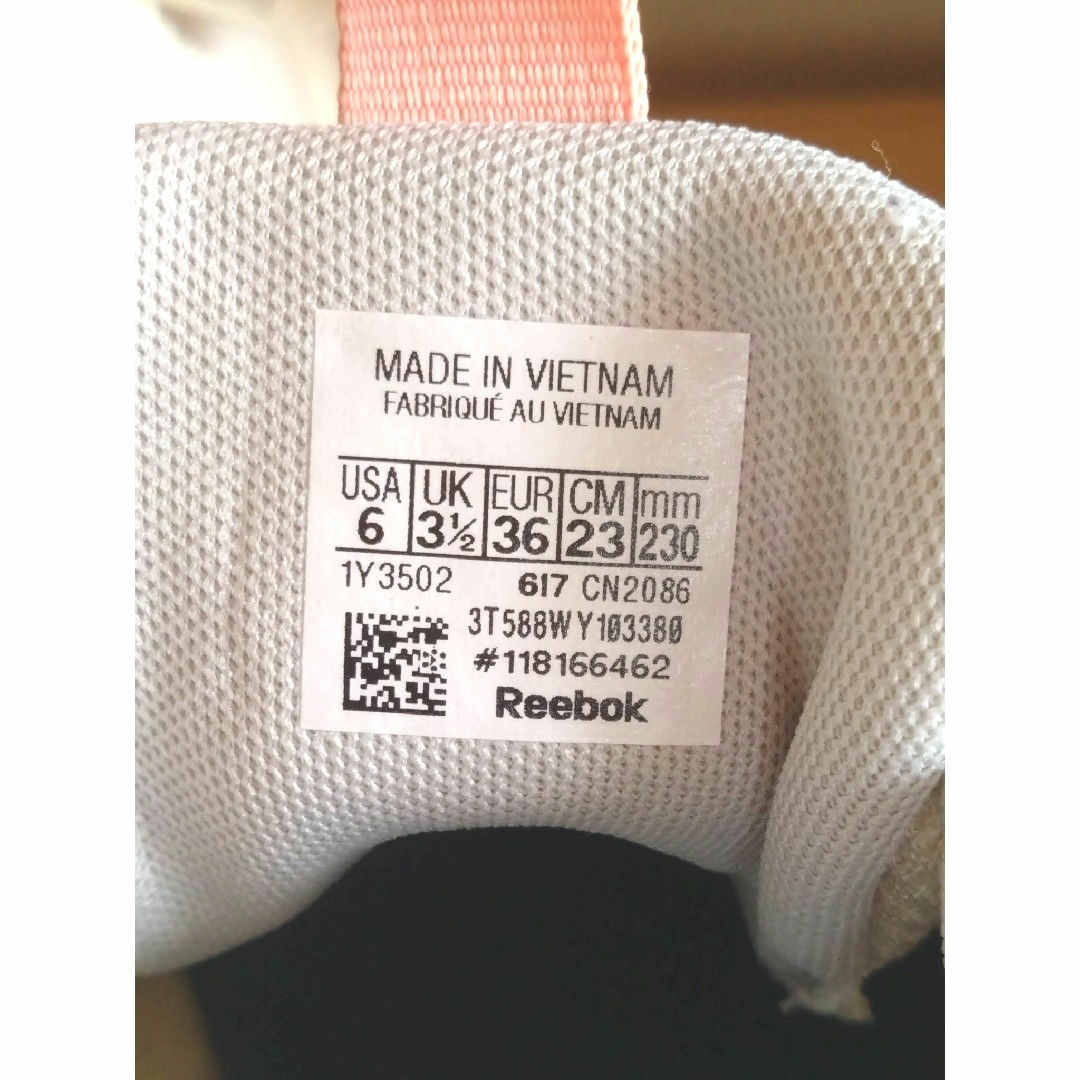 MADE IN VIETNAM
FABRIQUÉ AU VIETNAM
USA UK EUR CM mm
6 3½ 36 23 230
1Y3502 617 CN2086
3T588WY103380
#118166462
Reebok